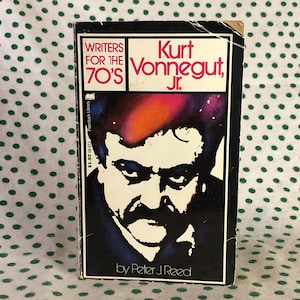 WRITERS
FOR THE
70'S
Kurt
Vonnegut,
Jr.
by Peter J. Reed